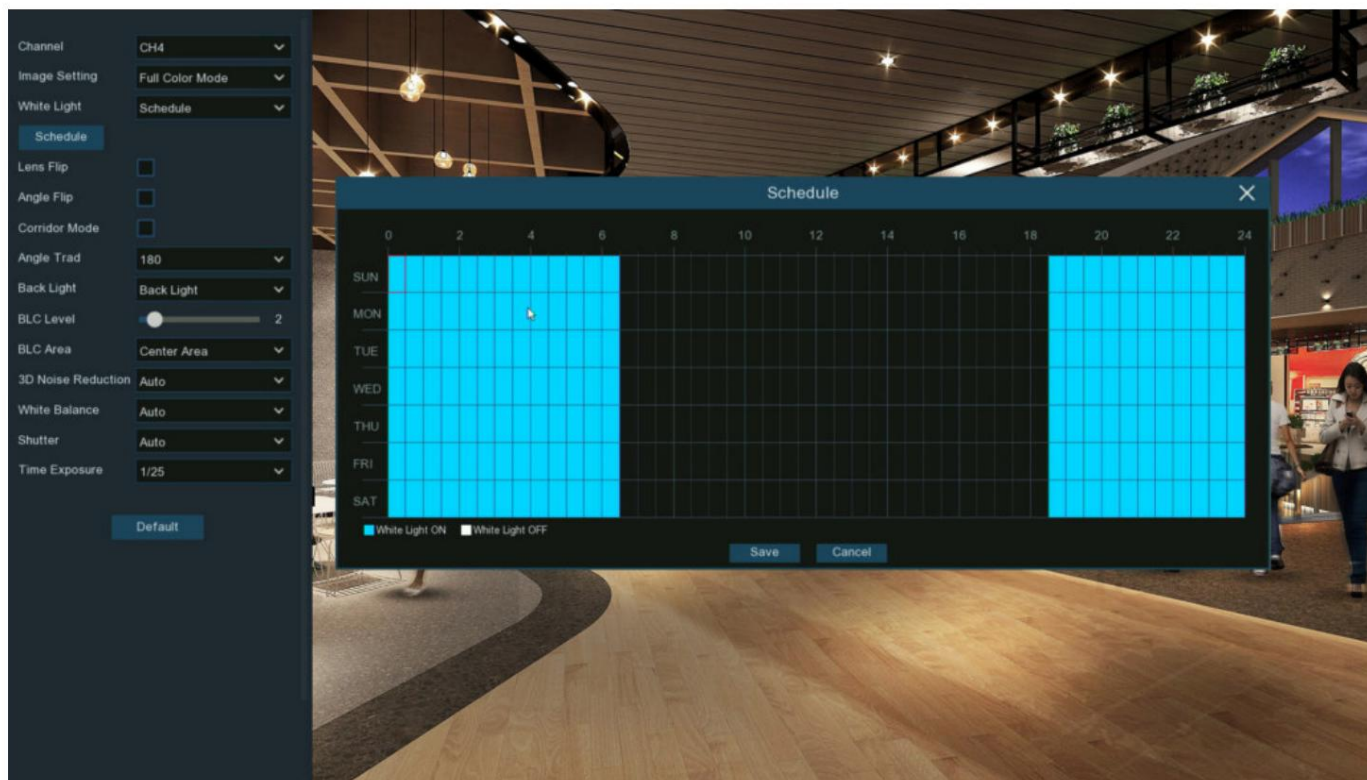 Channel CH4
Image Setting Full Color Mode
White Light Schedule
Schedule
Lens Flip
Angle Flip
Corridor Mode
Angle Trad 180
Back Light Back Light
BLC Level 2
BLC Area Center Area
3D Noise Reduction Auto
White Balance Auto
Shutter Auto
Time Exposure 1/25
Default
Schedule
0 2 4 6 8 10 12 14 16 18 20 22 24
SUN
MON
TUE
WED
THU
FRI
SAT
White Light ON White Light OFF
Save Cancel